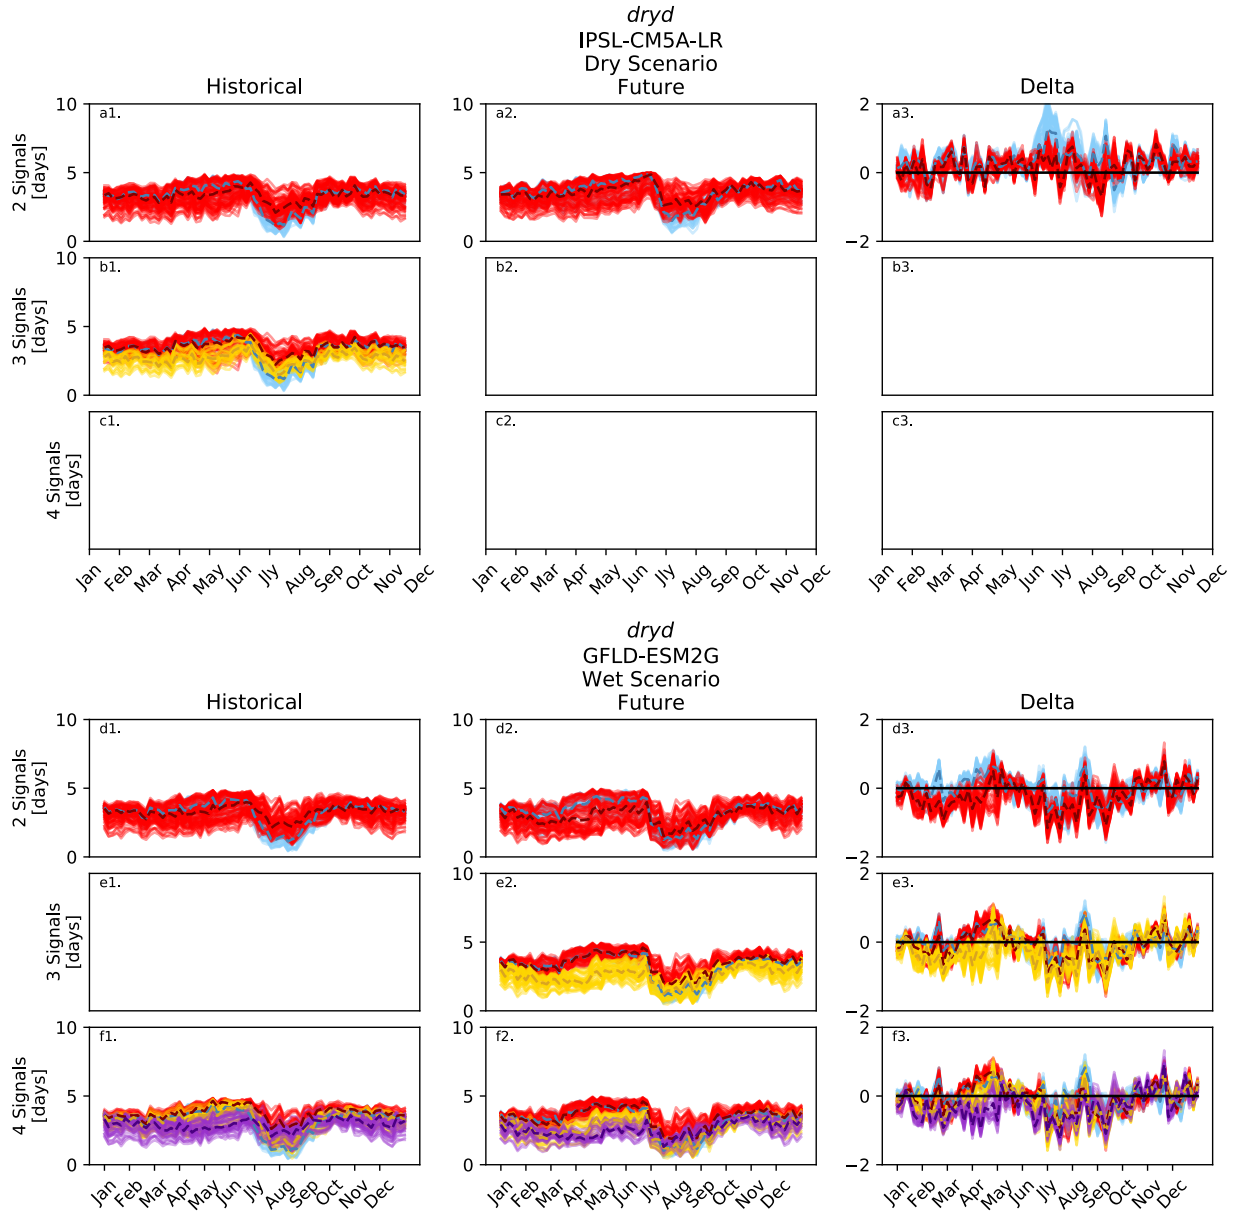 dryd
IPSL-CM5A-LR
Dry Scenario
Historical Future Delta
2 Signals
[days]
10
5
0
a1.
10
5
0
a2.
2
0
−2
a3.
3 Signals
[days]
10
5
0
b1.
b2.
b3.
4 Signals
[days]
c1.
c2.
c3.
Jan Feb Mar Apr May Jun Jly Aug Sep Oct Nov Dec
Jan Feb Mar Apr May Jun Jly Aug Sep Oct Nov Dec
Jan Feb Mar Apr May Jun Jly Aug Sep Oct Nov Dec
dryd
GFLD-ESM2G
Wet Scenario
Historical Future Delta
2 Signals
[days]
10
5
0
d1.
10
5
0
d2.
2
0
−2
d3.
3 Signals
[days]
e1.
10
5
0
e2.
2
0
−2
e3.
4 Signals
[days]
10
5
0
f1.
10
5
0
f2.
2
0
−2
f3.
Jan Feb Mar Apr May Jun Jly Aug Sep Oct Nov Dec
Jan Feb Mar Apr May Jun Jly Aug Sep Oct Nov Dec
Jan Feb Mar Apr May Jun Jly Aug Sep Oct Nov Dec